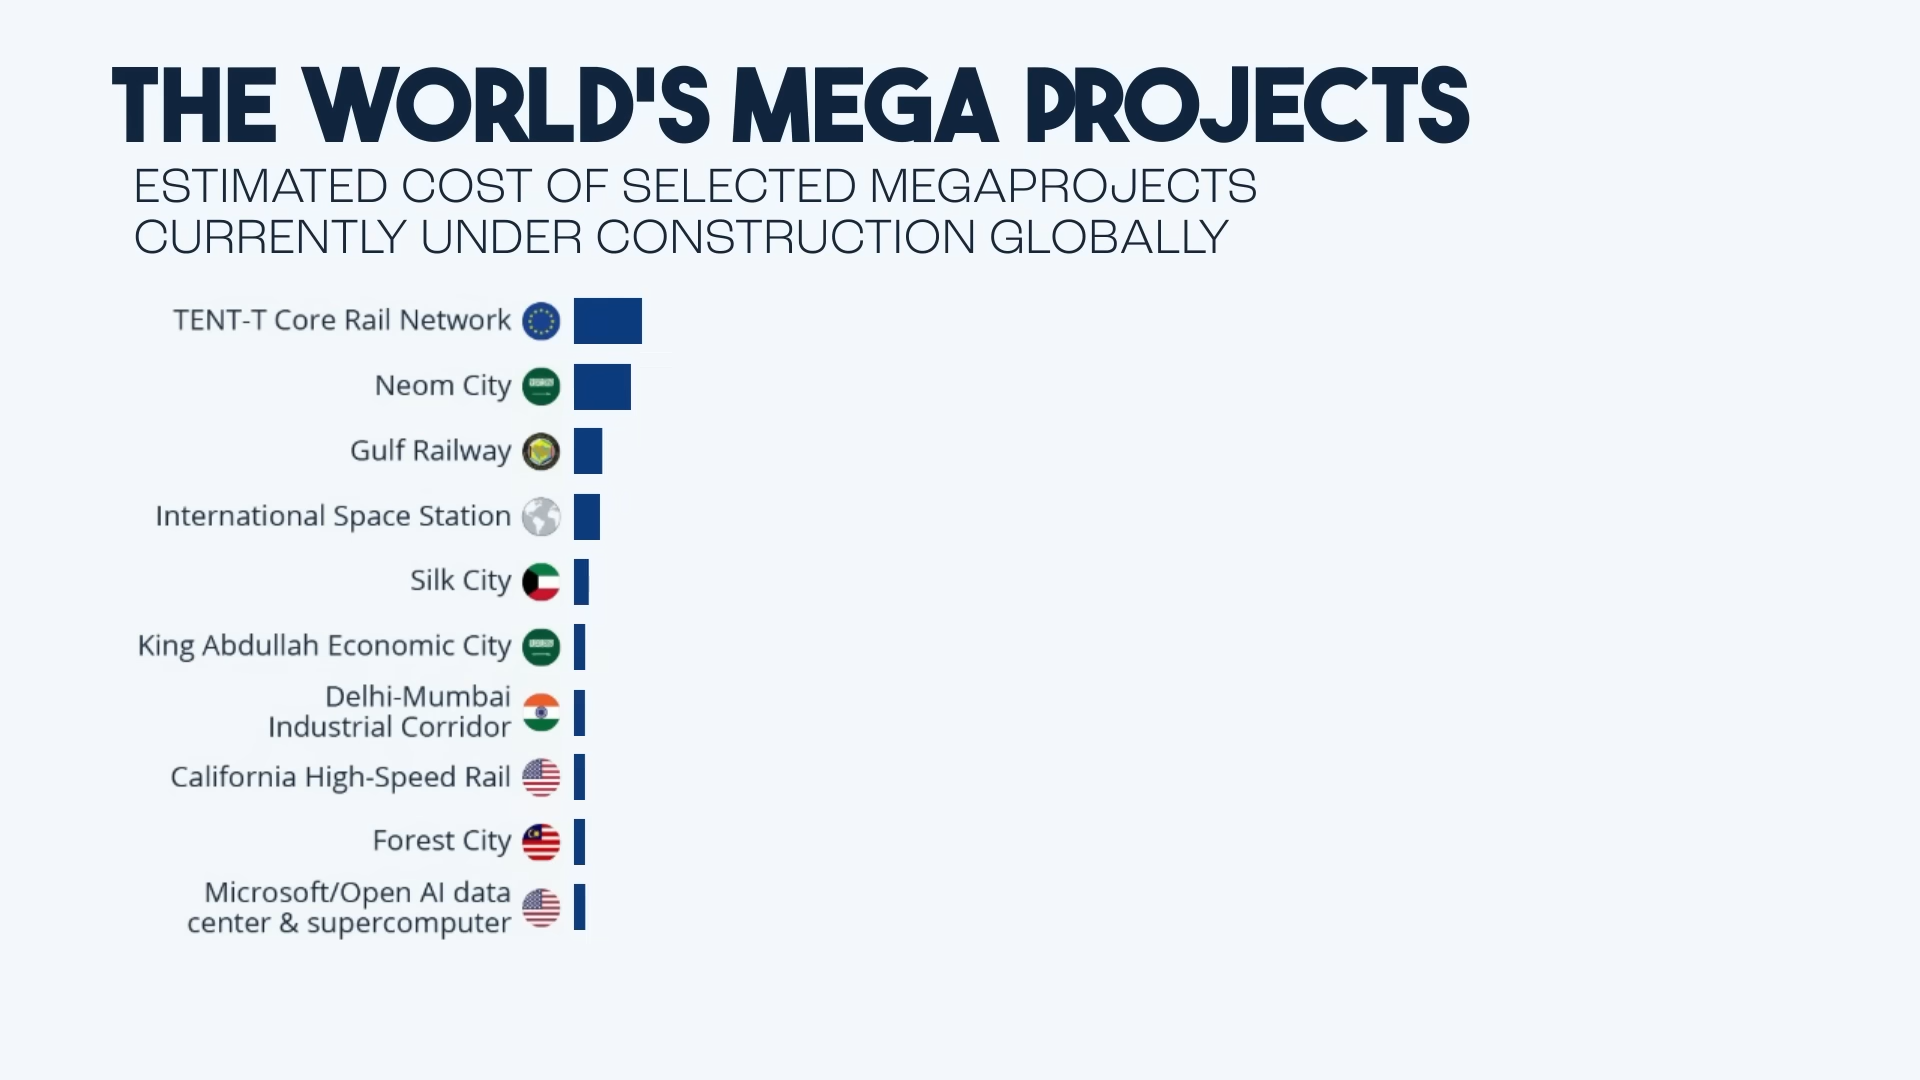 THE WORLD'S MEGA PROJECTS
ESTIMATED COST OF SELECTED MEGAPROJECTS
CURRENTLY UNDER CONSTRUCTION GLOBALLY
TENT-T Core Rail Network
Neom City
Gulf Railway
International Space Station
Silk City
King Abdullah Economic City
Delhi-Mumbai
Industrial Corridor
California High-Speed Rail
Forest City
Microsoft/Open AI data
center & supercomputer